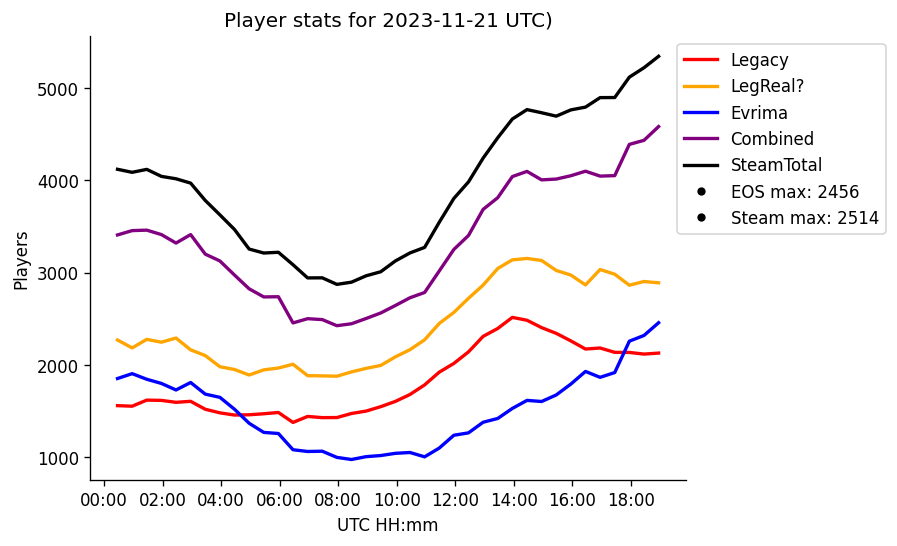 Player stats for 2023-11-21 UTC)
Players
5000
4000
3000
2000
1000
00:00 02:00 04:00 06:00 08:00 10:00 12:00 14:00 16:00 18:00
UTC HH:mm
Legacy
LegReal?
Evrima
Combined
SteamTotal
EOS max: 2456
Steam max: 2514